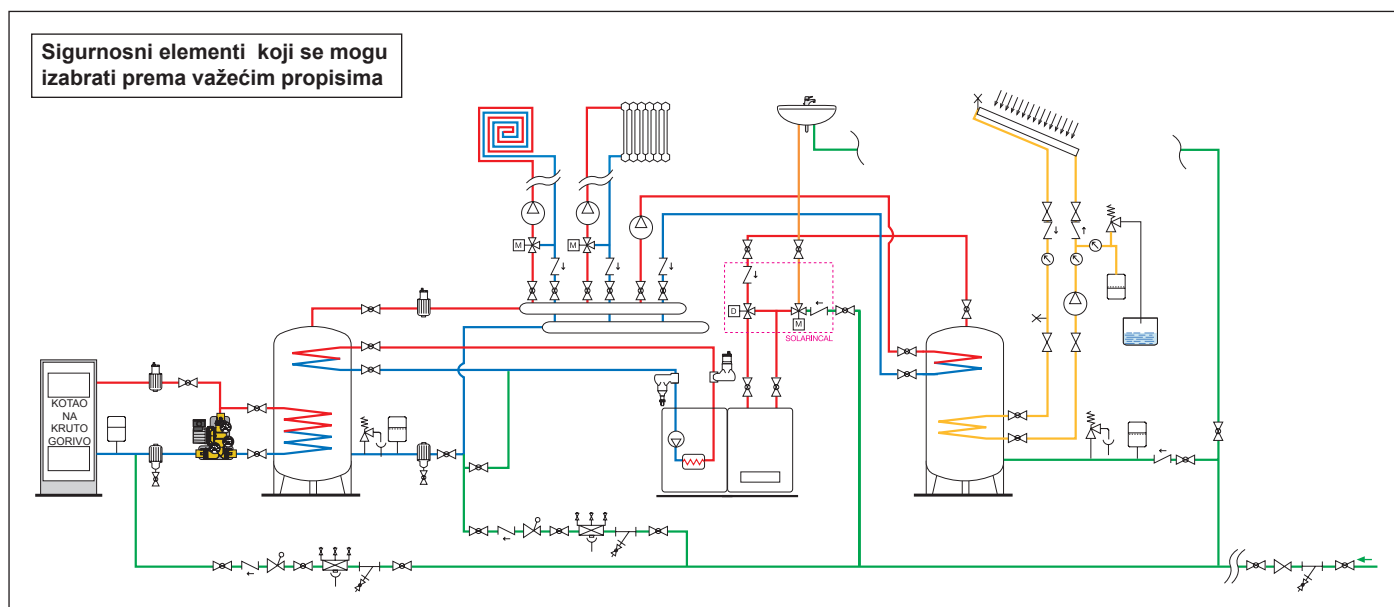 Sigurnosni elementi koji se mogu
izabrati prema važećim propisima
M
M
D
M
SOLARINCAL
KOTAO
NA
KRUTO
GORIVO